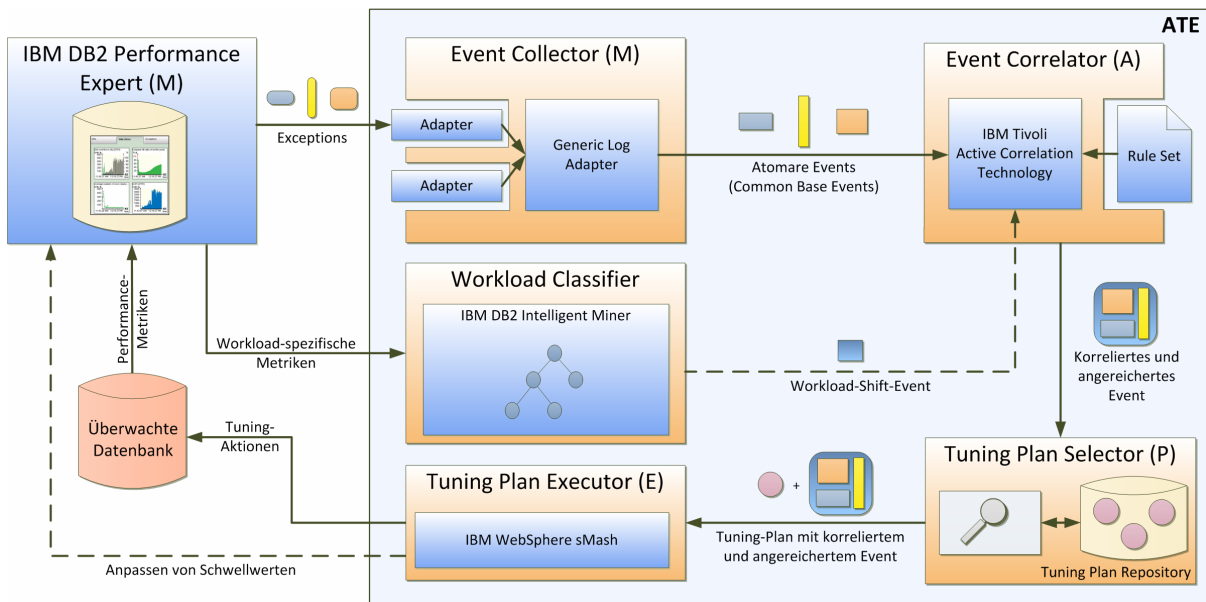 ATE
IBM DB2 Performance
Expert (M)
Exceptions
Event Collector (M)
Adapter
Adapter
Generic Log
Adapter
Atomare Events
(Common Base Events)
Event Correlator (A)
IBM Tivoli
Active Correlation
Technology
Rule Set
Performance-
Metriken
Workload-spezifische
Metriken
Workload Classifier
IBM DB2 Intelligent Miner
Workload-Shift-Event
Korreliertes und
angereichertes
Event
Überwachte
Datenbank
Tuning-
Aktionen
Tuning Plan Executor (E)
IBM WebSphere sMash
+
Tuning-Plan mit korreliertem
und angereichertem Event
Tuning Plan Selector (P)
Tuning Plan Repository
Anpassen von Schwellwerten